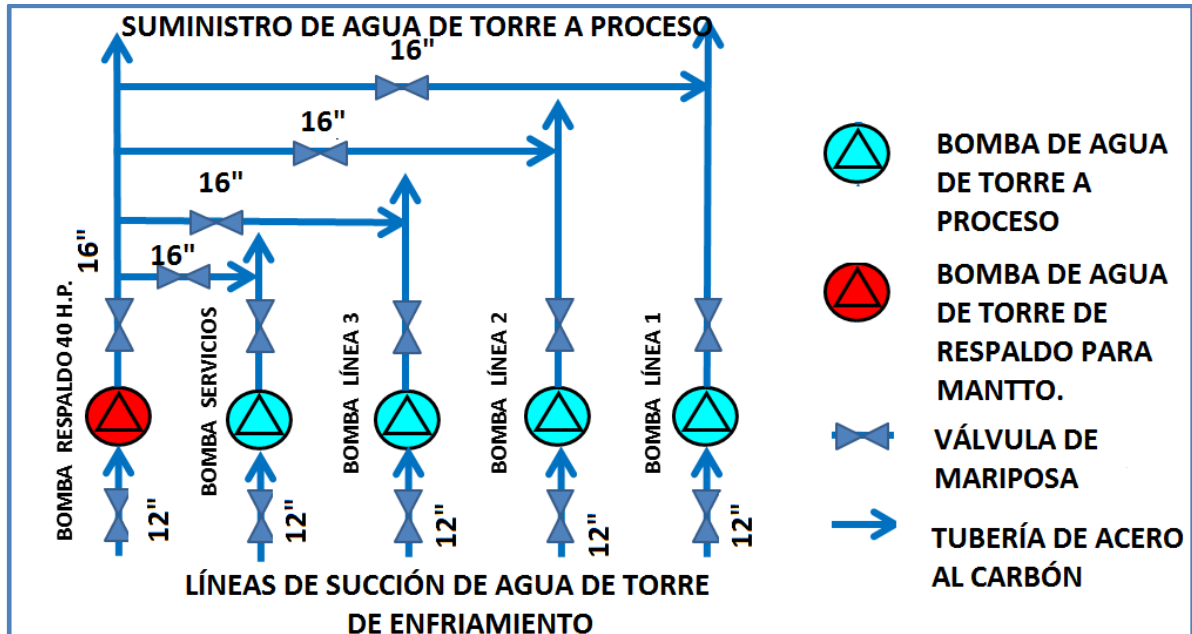 SUMINISTRO DE AGUA DE TORRE A PROCESO
16"
16"
16"
16"
16"
BOMBA RESPALDO 40 H.P.
BOMBA SERVICIOS
BOMBA LÍNEA 3
BOMBA LÍNEA 2
BOMBA LÍNEA 1
12"
12"
12"
12"
12"
LÍNEAS DE SUCCIÓN DE AGUA DE TORRE
DE ENFRIAMIENTO
BOMBA DE AGUA
DE TORRE A
PROCESO
BOMBA DE AGUA
DE TORRE DE
RESPALDO PARA
MANTTO.
VÁLVULA DE
MARIPOSA
TUBERÍA DE ACERO
AL CARBÓN